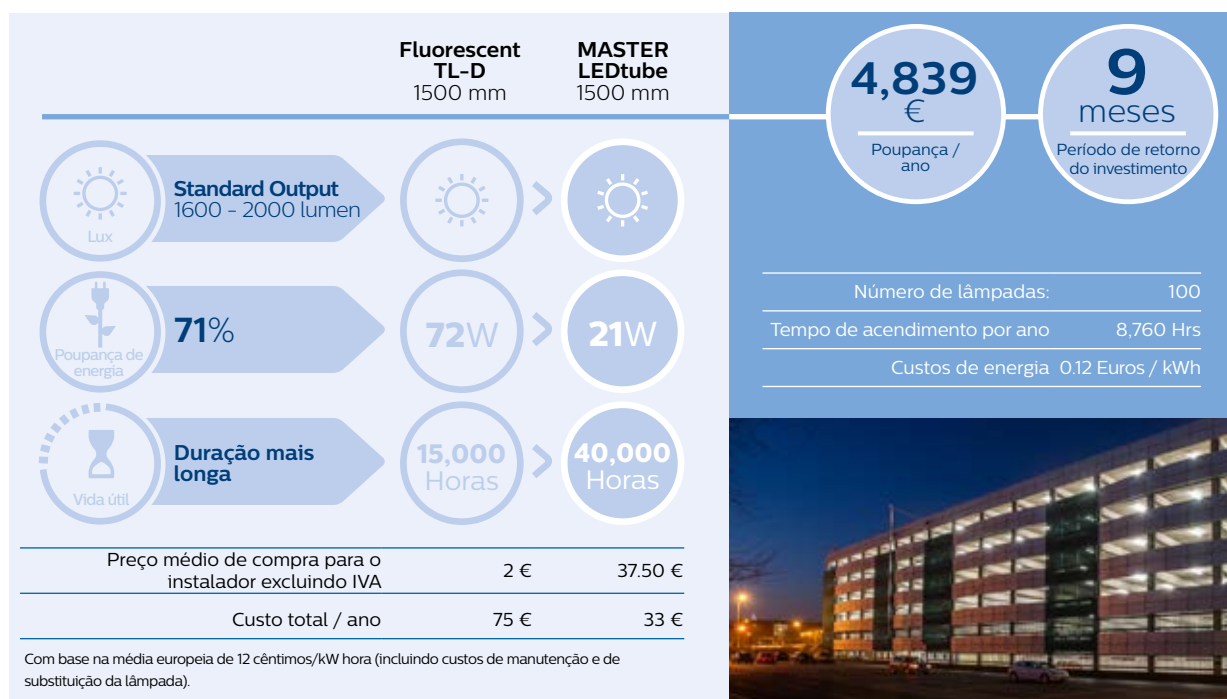 Fluorescent
TL-D
1500 mm
MASTER
LEDtube
1500 mm
Lux
Standard Output
1600 - 2000 lumen
>
Poupança de
energia
71%
72W
>
21W
Vida útil
Duração mais
longa
15,000
Horas
>
40,000
Horas
Preço médio de compra para o
instalador excluindo IVA
2 €
37.50 €
Custo total / ano
75 €
33 €
Com base na média europeia de 12 cêntimos/kW hora (incluindo custos de manutenção e de
substituição da lâmpada).
4,839
€
Poupança /
ano
9
meses
Período de retorno
do investimento
Número de lâmpadas: 100
Tempo de acendimento por ano 8,760 Hrs
Custos de energia 0.12 Euros / kWh